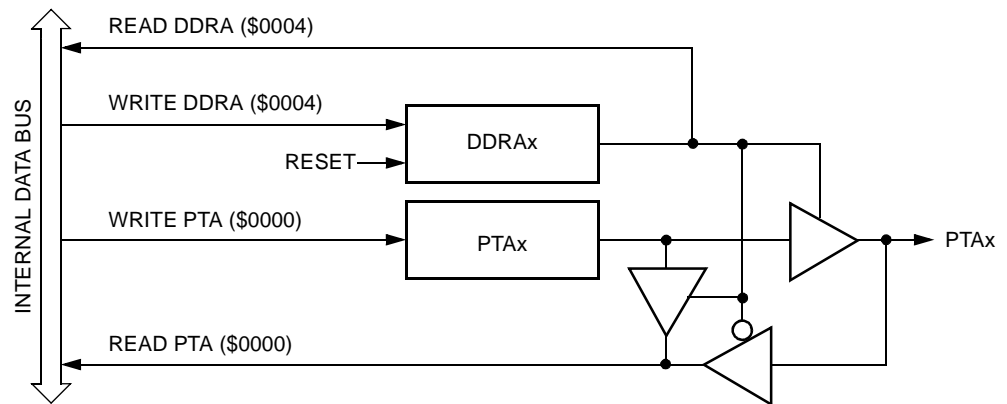 READ DDRA ($0004)
WRITE DDRA ($0004)
DDRAx
RESET
WRITE PTA ($0000)
PTAx
PTAx
READ PTA ($0000)
INTERNAL DATA BUS